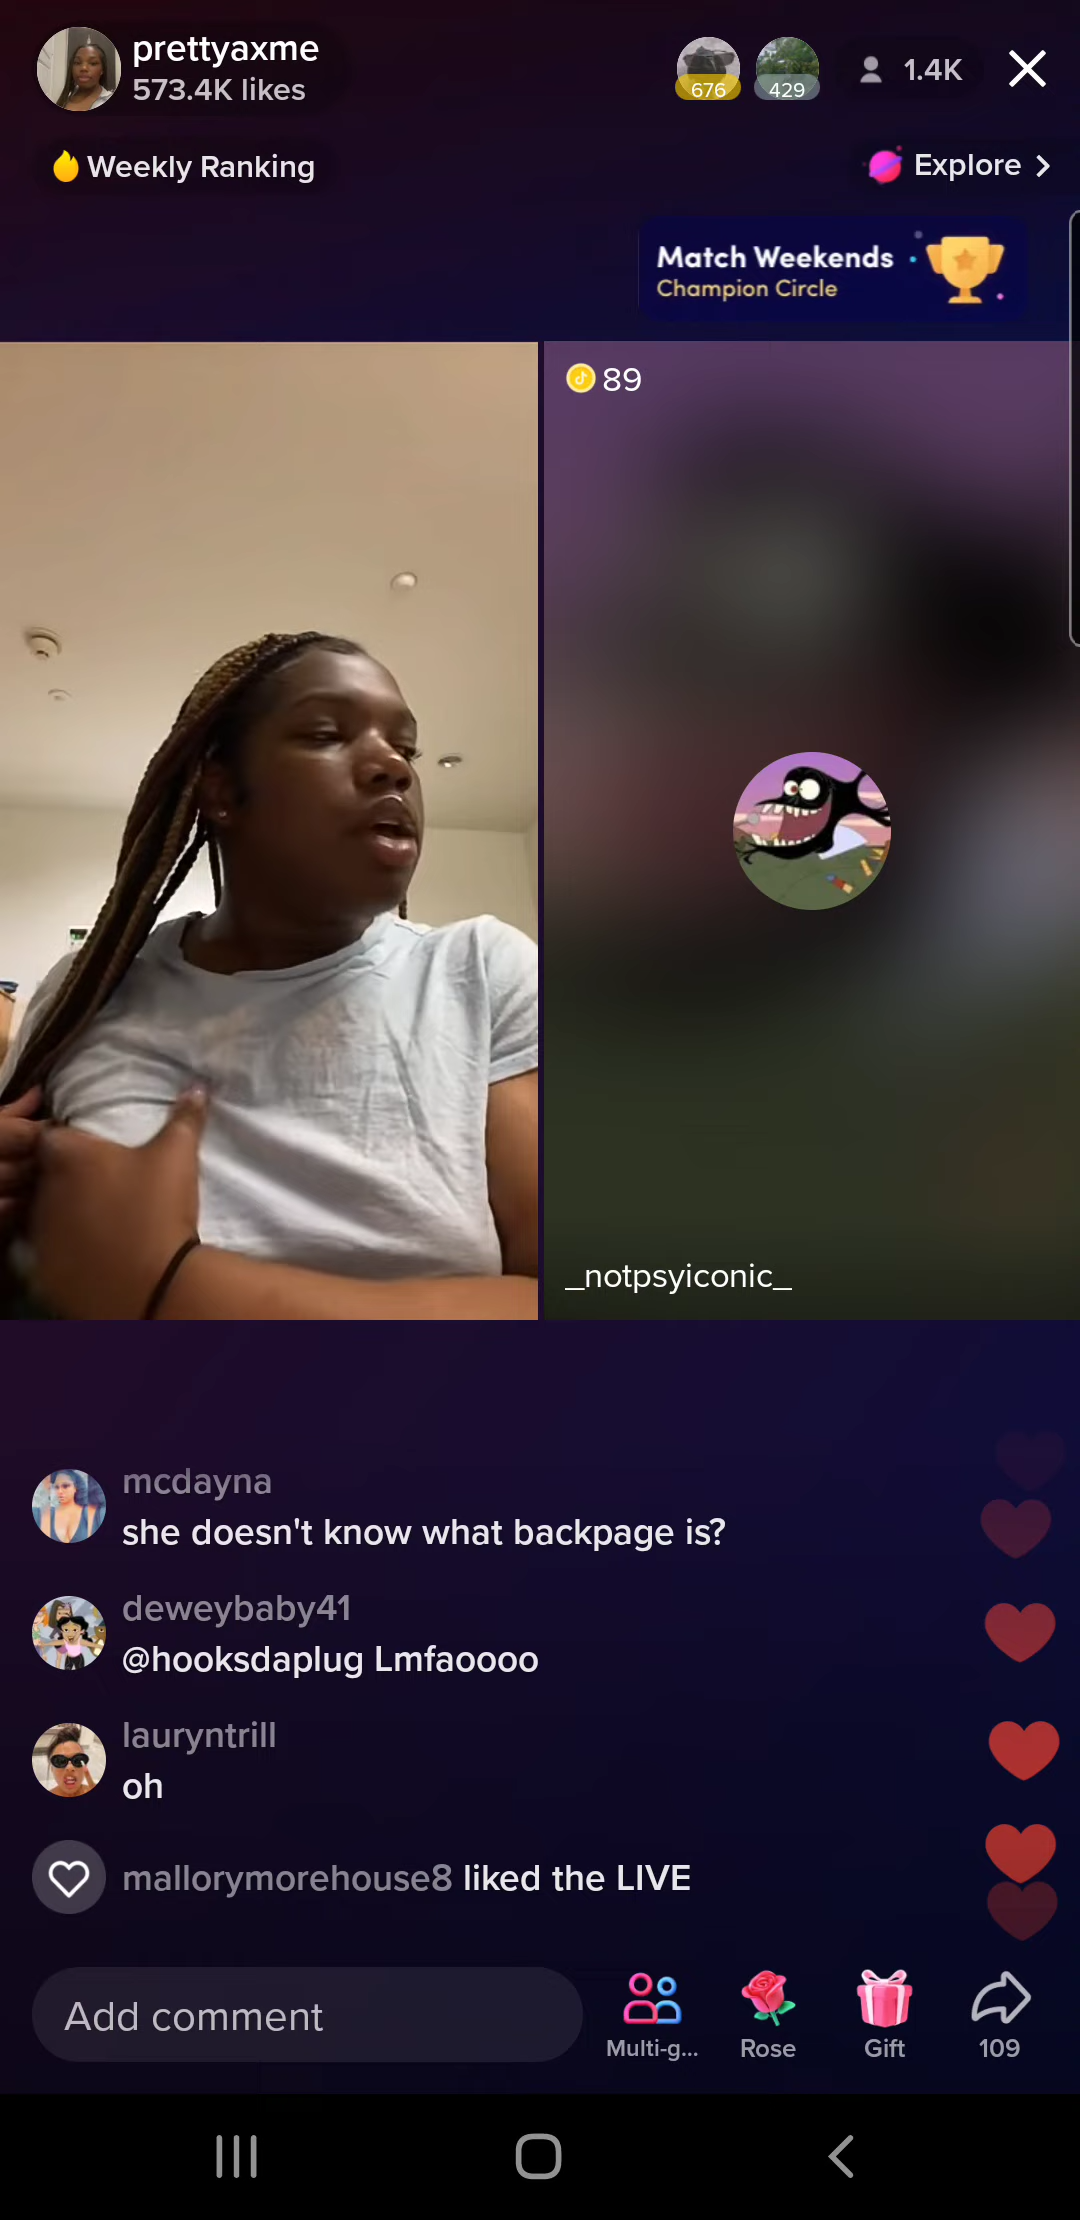 prettyaxme
573.4K likes
676
429
1.4K
Weekly Ranking
Explore
Match Weekends
Champion Circle
89
_notpsyiconic_
mcdayna
she doesn't know what backpage is?
deweybaby41
@hooksdaplug Lmfaoooo
lauryntrill
oh
mallorymorehouse8 liked the LIVE
Add comment
Multi-g...
Rose
Gift
109